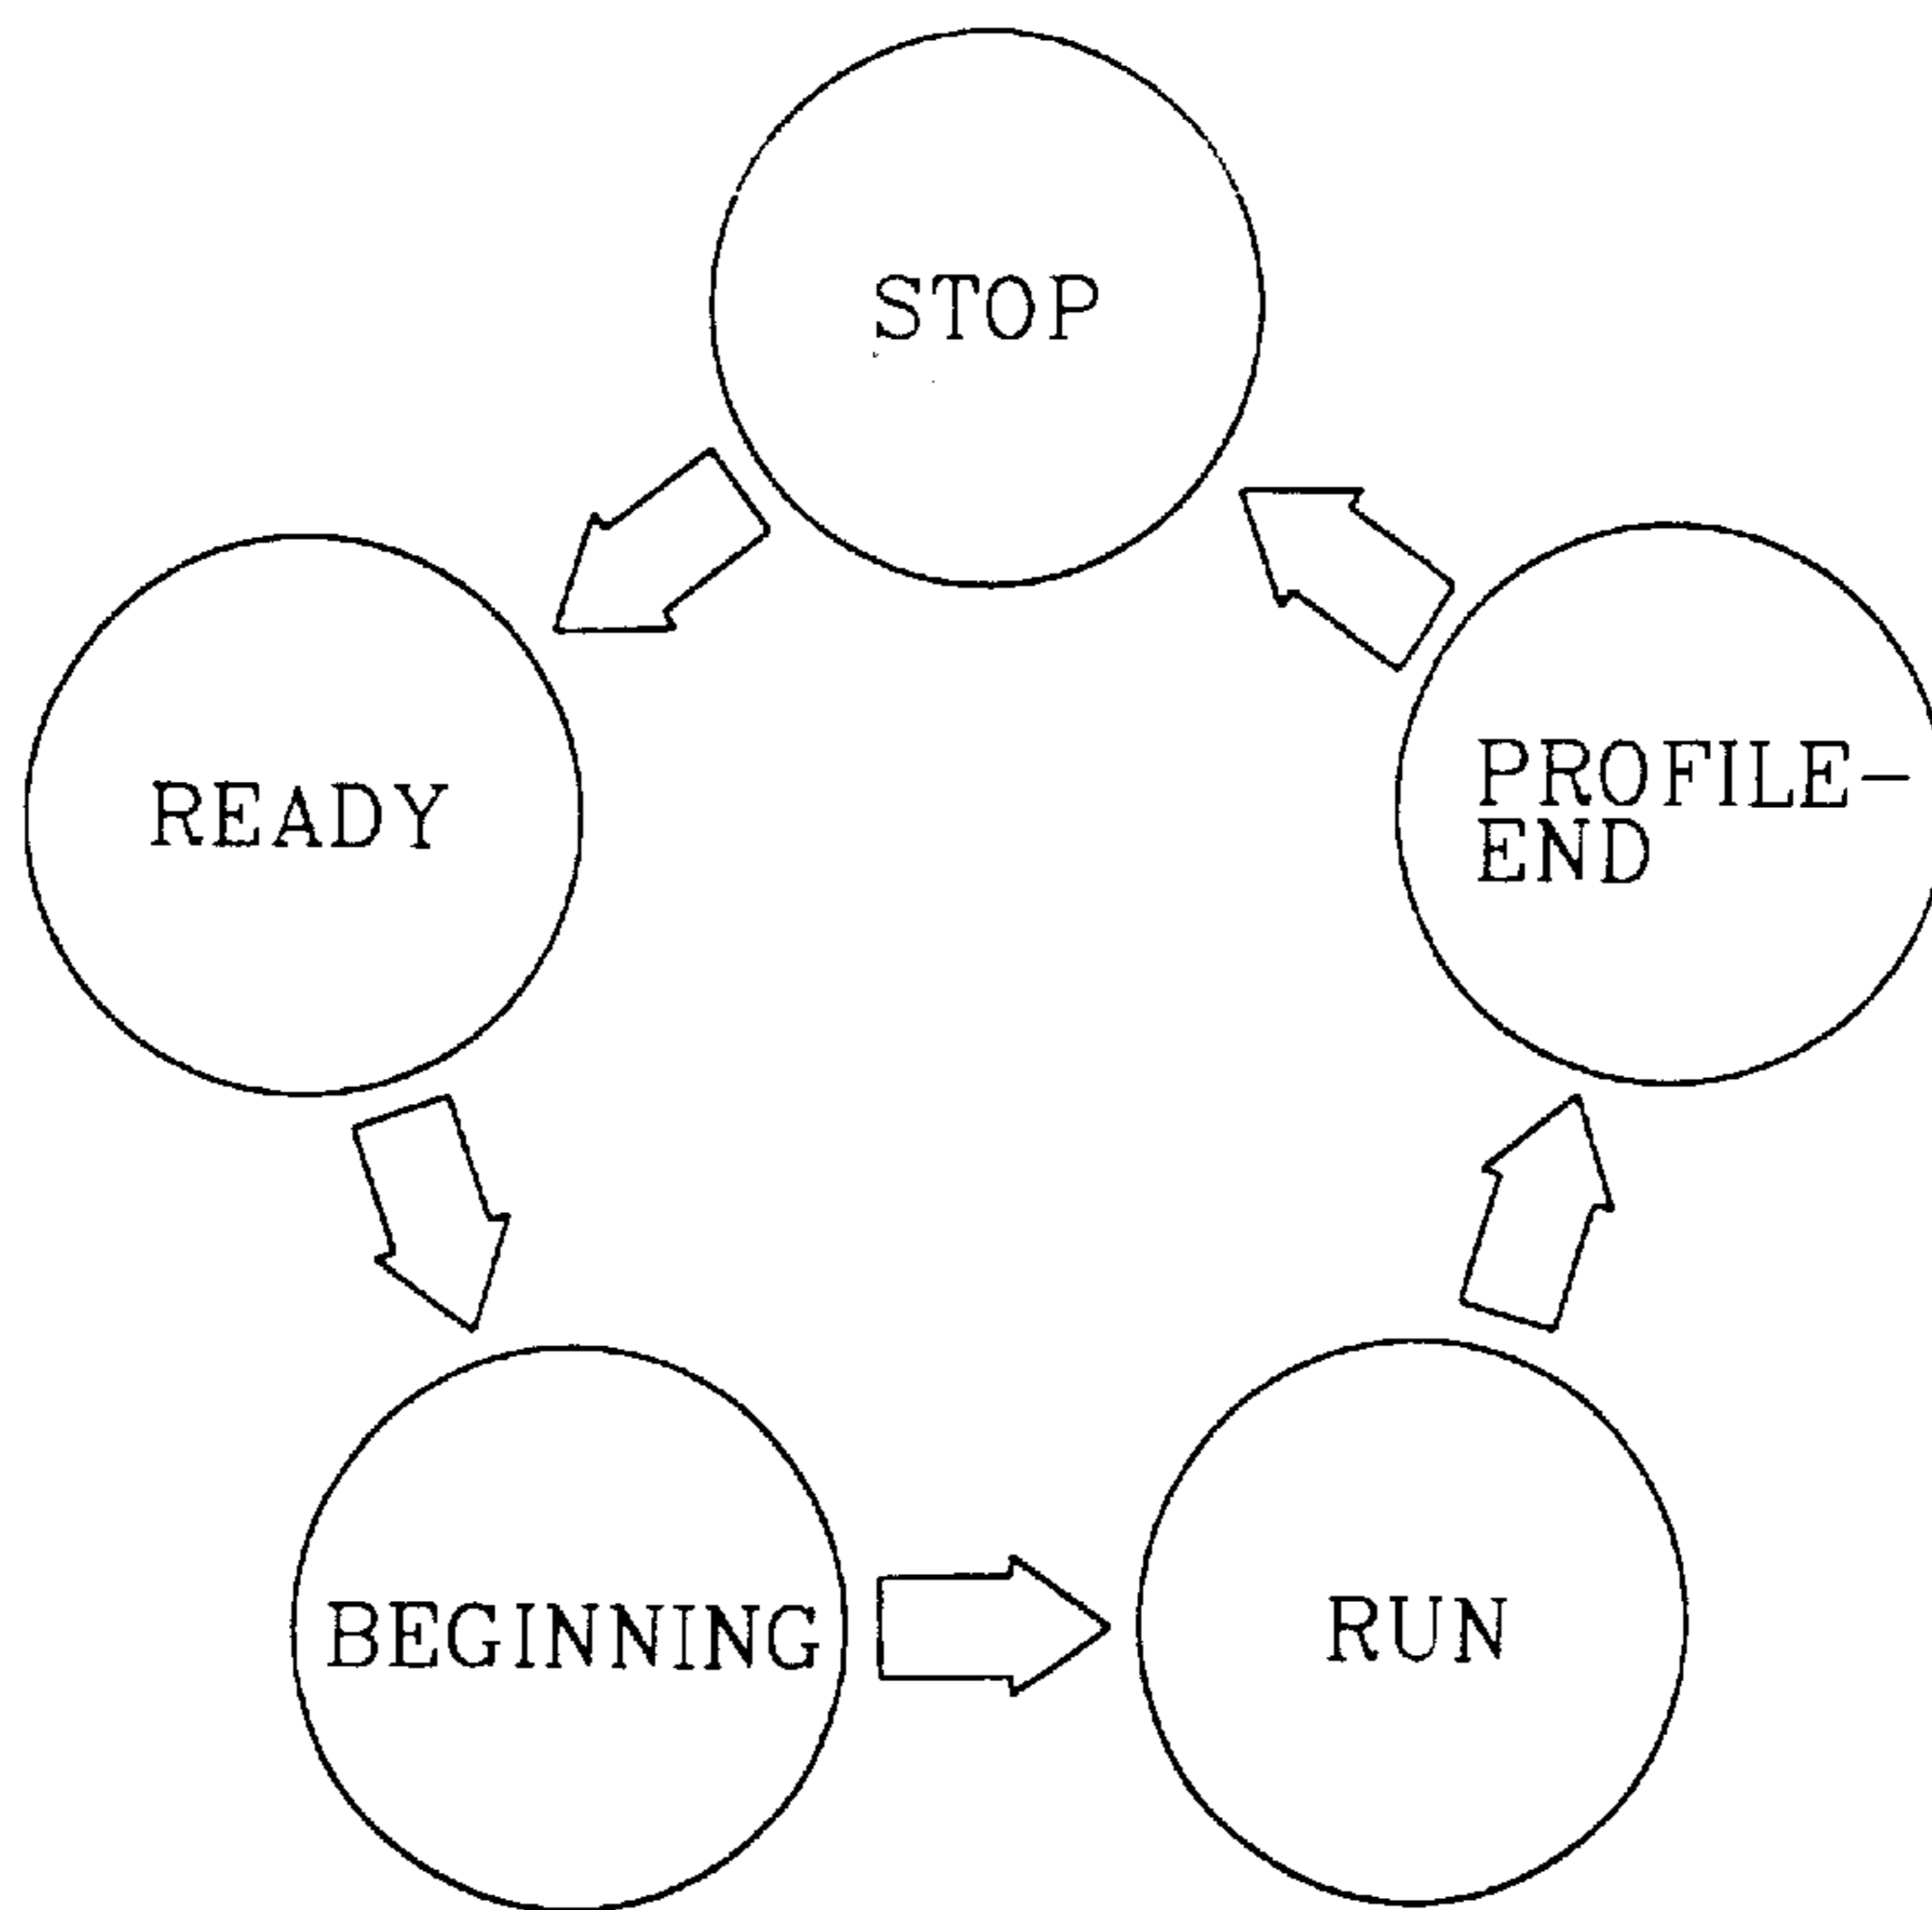 STOP
READY
PROFILE-
END
BEGINNING
RUN